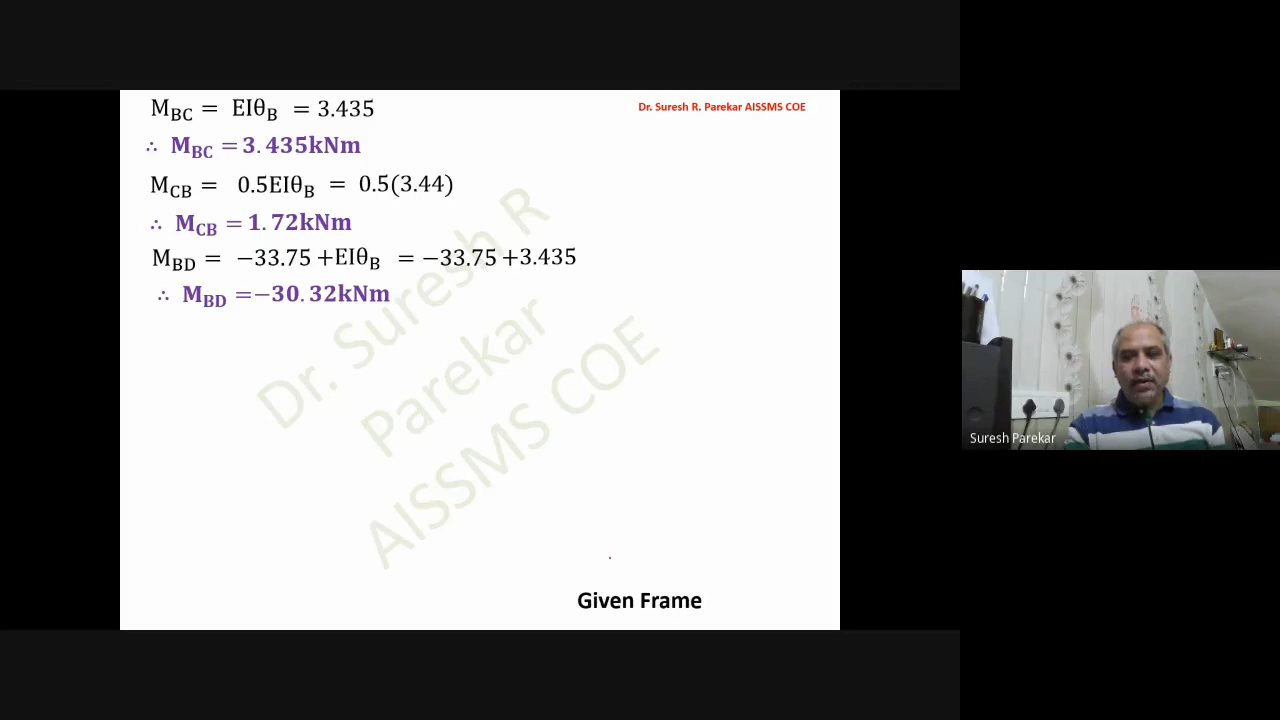 M_BC = EIθ_B = 3.435
Dr. Suresh R. Parekar AISSMS COE
∴ M_BC = 3.435kNm
M_CB = 0.5EIθ_B = 0.5(3.44)
∴ M_CB = 1.72kNm
M_BD = −33.75 +EIθ_B = −33.75 +3.435
∴ M_BD =−30.32kNm
Dr. Suresh R
Parekar
AISSMS COE
Suresh Parekar
Given Frame